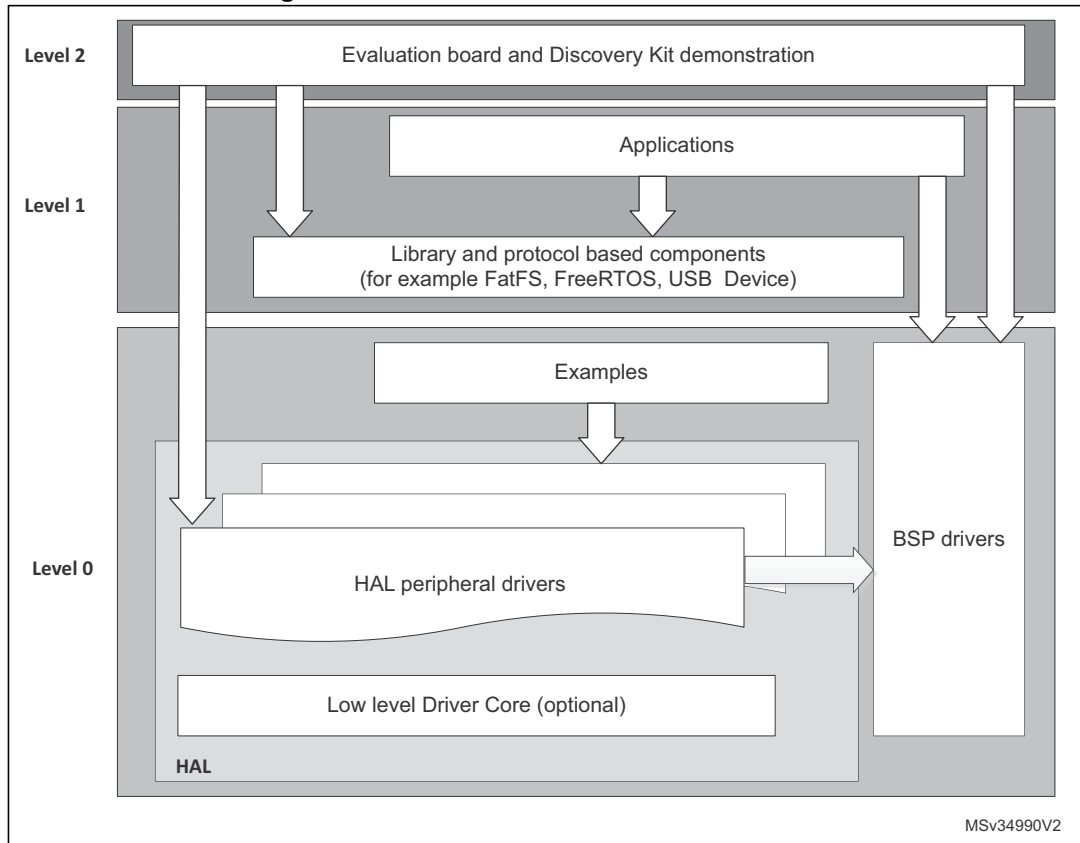 Level 2
Evaluation board and Discovery Kit demonstration
Applications
Level 1
Library and protocol based components
(for example FatFS, FreeRTOS, USB Device)
Examples
BSP drivers
Level 0
HAL peripheral drivers
Low level Driver Core (optional)
HAL
MSv34990V2